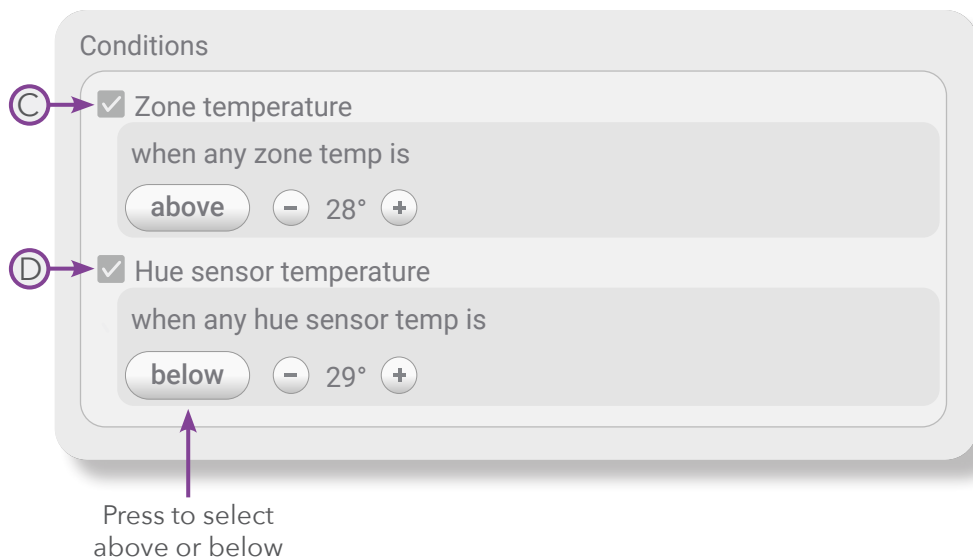 Conditions
C
Zone temperature
when any zone temp is
above - 28° +
D
Hue sensor temperature
when any hue sensor temp is
below - 29° +
Press to select
above or below